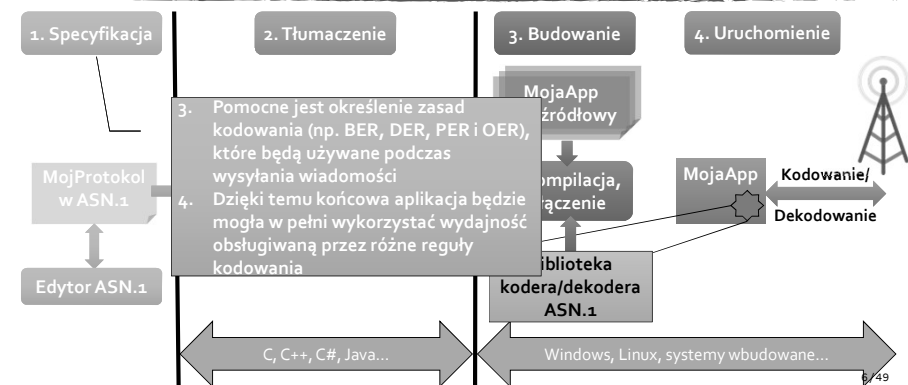 1. Specyfikacja
2. Tłumaczenie
3. Budowanie
4. Uruchomienie
MojaApp
źródłowy
3. Pomocne jest określenie zasad
kodowania (np. BER, DER, PER i OER),
które będą używane podczas
wysyłania wiadomości
4. Dzięki temu końcowa aplikacja będzie
mogła w pełni wykorzystać wydajność
obsługiwaną przez różne reguły
kodowania
MojProtokol
w ASN.1
Edytor ASN.1
ompilacja,
ączenie
iblioteka
kodera/dekodera
ASN.1
MojaApp
Kodowanie/
Dekodowanie
C, C++, C#, Java...
Windows, Linux, systemy wbudowane...
6/49